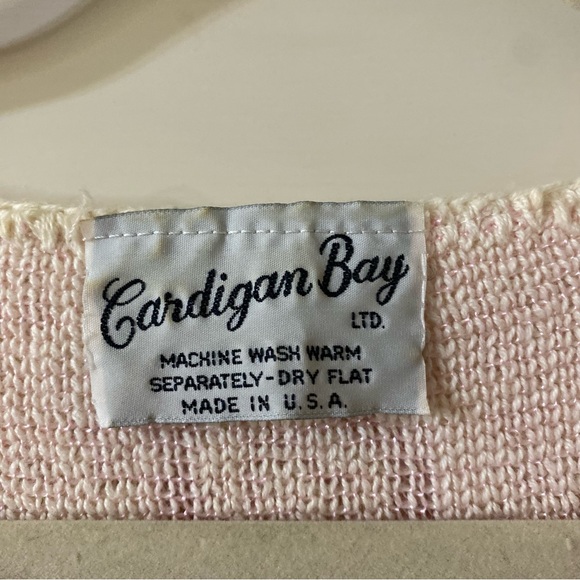 Cardigan Bay
LTD.
MACHINE WASH WARM
SEPARATELY-DRY FLAT
MADE IN U.S.A.